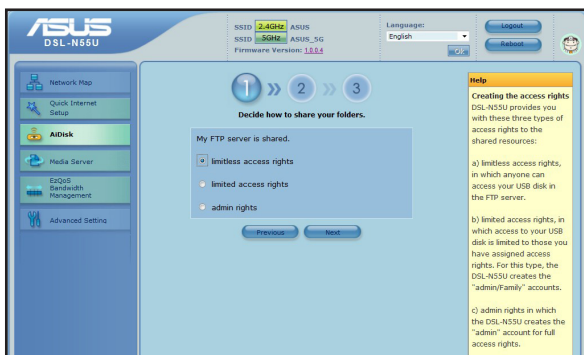 ASUS
DSL-N55U
SSID 2.4GHz ASUS
SSID 5GHz ASUS_5G
Firmware Version: 1.0.0.4
Language:
English
OK
Logout
Reboot
Network Map
Quick Internet
Setup
AiDisk
Media Server
EzQoS
Bandwidth
Management
Advanced Setting
1 » 2 » 3
Decide how to share your folders.
My FTP server is shared.
limitless access rights
limited access rights
admin rights
Previous
Next
Help
Creating the access rights
DSL-N55U provides you
with these three types of
access rights to the
shared resources:
a) limitless access rights,
in which anyone can
access your USB disk in
the FTP server.
b) limited access rights, in
which access to your USB
disk is limited to those you
have assigned access
rights. For this type, the
DSL-N55U creates the
"admin/Family" accounts.
c) admin rights in which
the DSL-N55U creates the
"admin" account for full
access rights.